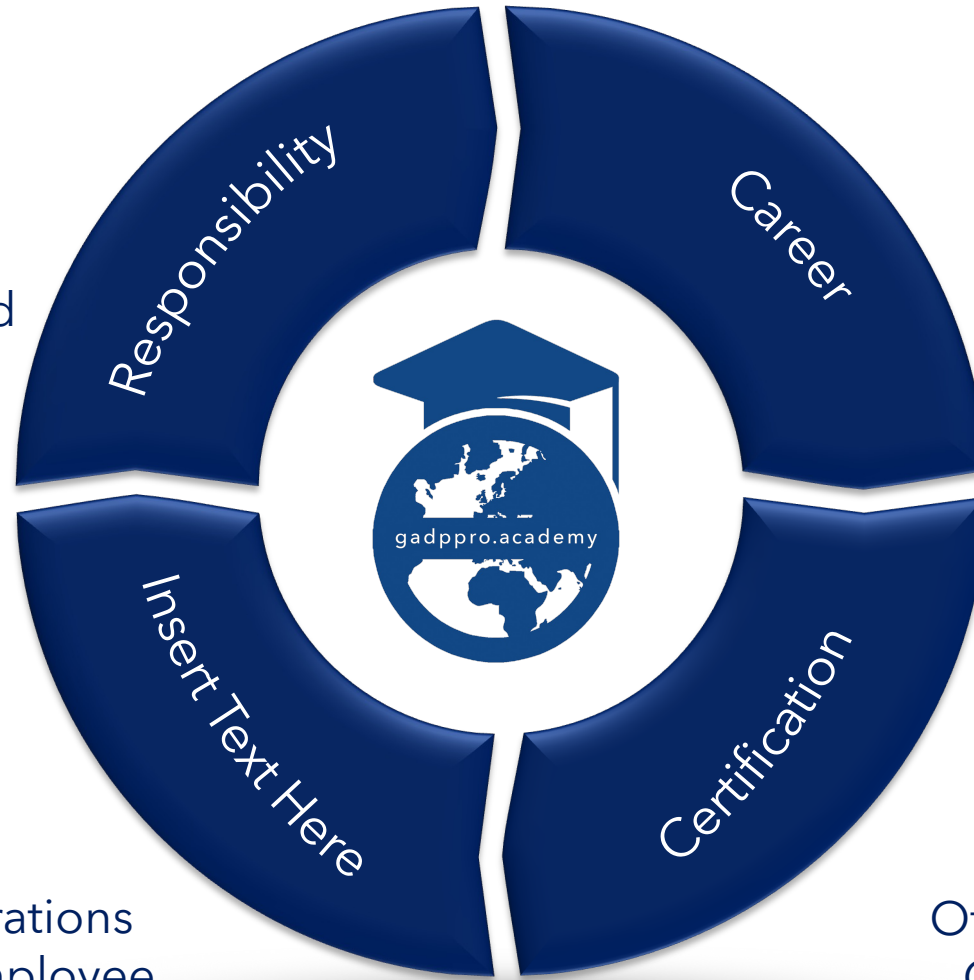 Responsibility
Career
gadppro.academy
Insert Text Here
Certification